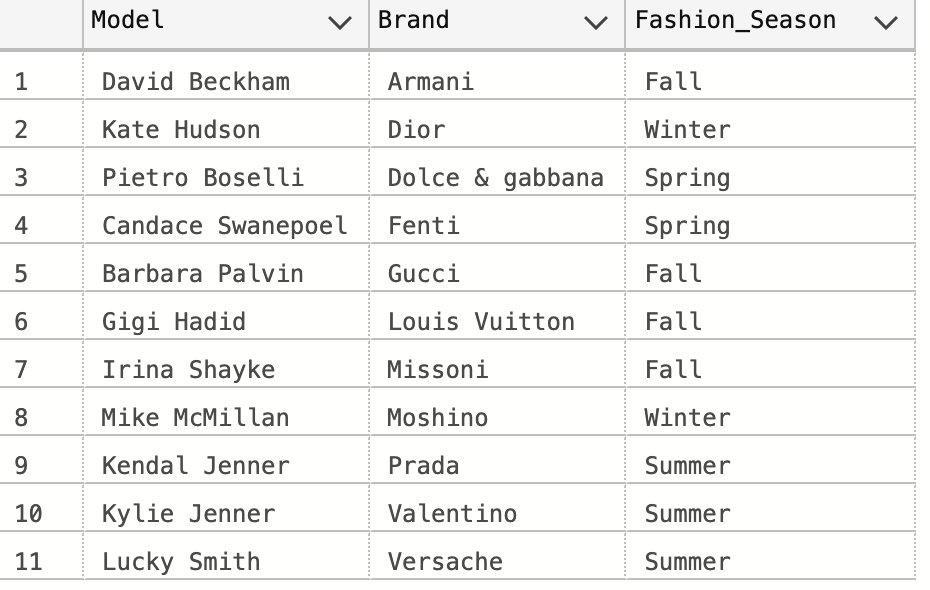 Model Brand Fashion_Season
1 David Beckham Armani Fall
2 Kate Hudson Dior Winter
3 Pietro Boselli Dolce & gabbana Spring
4 Candace Swanepoel Fenti Spring
5 Barbara Palvin Gucci Fall
6 Gigi Hadid Louis Vuitton Fall
7 Irina Shayke Missoni Fall
8 Mike McMillan Moshino Winter
9 Kendal Jenner Prada Summer
10 Kylie Jenner Valentino Summer
11 Lucky Smith Versache Summer